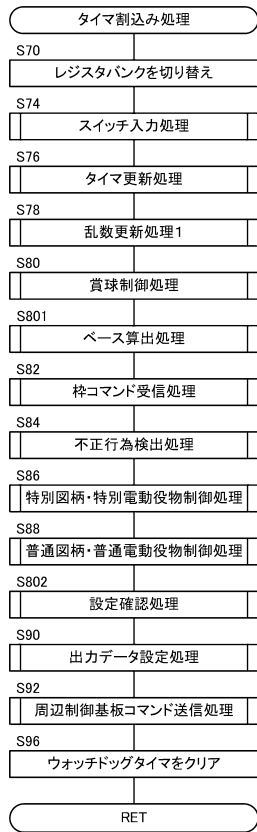 タイマ割込み処理
S70
レジスタバンクを切り替え
S74
スイッチ入力処理
S76
タイマ更新処理
S78
乱数更新処理1
S80
賞球制御処理
S801
ベース算出処理
S82
枠コマンド受信処理
S84
不正行為検出処理
S86
特別図柄・特別電動役物制御処理
S88
普通図柄・普通電動役物制御処理
S802
設定確認処理
S90
出力データ設定処理
S92
周辺制御基板コマンド送信処理
S96
ウォッチドッグタイマをクリア
RET